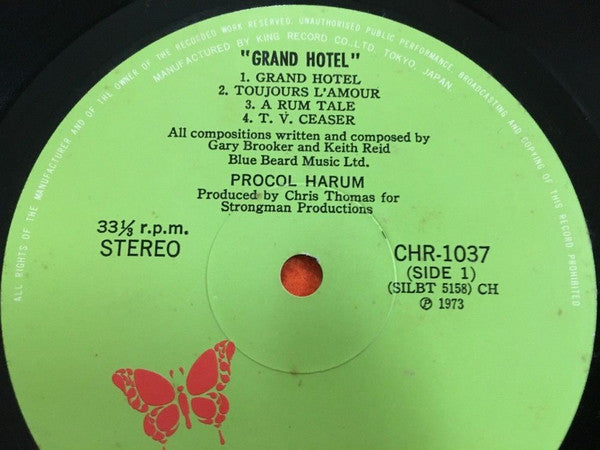 ALL RIGHTS OF THE MANUFACTURER AND OF THE OWNER OF THE RECORDED WORK RESERVED. UNAUTHORISED PUBLIC PERFORMANCE, BROADCASTING AND COPYING OF THIS RECORD PROHIBITED
MANUFACTURED BY KING RECORD CO., LTD. TOKYO, JAPAN.
"GRAND HOTEL"
1. GRAND HOTEL
2. TOUJOURS L'AMOUR
3. A RUM TALE
4. T. V. CEASER
All compositions written and composed by
Gary Brooker and Keith Reid
Blue Beard Music Ltd.
PROCOL HARUM
Produced by Chris Thomas for
Strongman Productions
33⅓ r.p.m.
STEREO
CHR-1037
(SIDE 1)
(SILBT 5158) CH
Ⓟ 1973